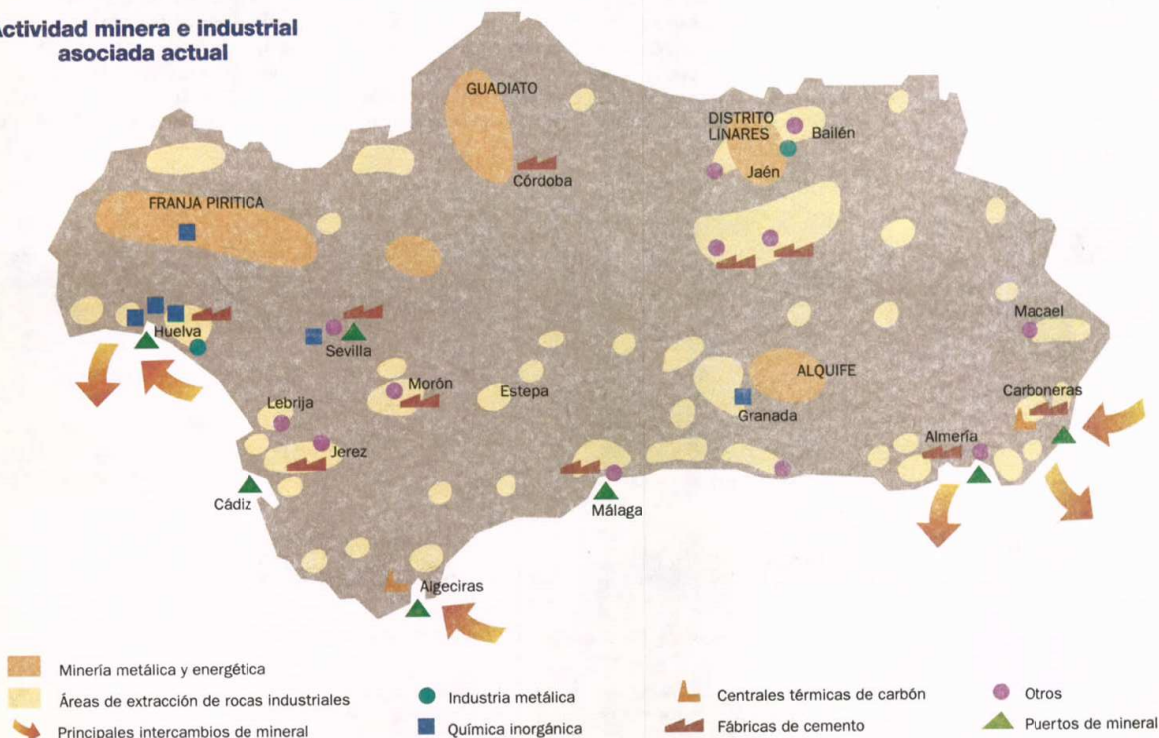 Actividad minera e industrial
asociada actual
GUADIATO
DISTRITO
LINARES
Bailén
Jaén
Córdoba
FRANJA PIRITICA
Huelva
Sevilla
Macael
Morón
Estepa
ALQUIFE
Granada
Carboneras
Lebrija
Jerez
Almería
Cádiz
Málaga
Algeciras
Minería metálica y energética
Áreas de extracción de rocas industriales
Principales intercambios de mineral
Industria metálica
Química inorgánica
Centrales térmicas de carbón
Fábricas de cemento
Otros
Puertos de mineral